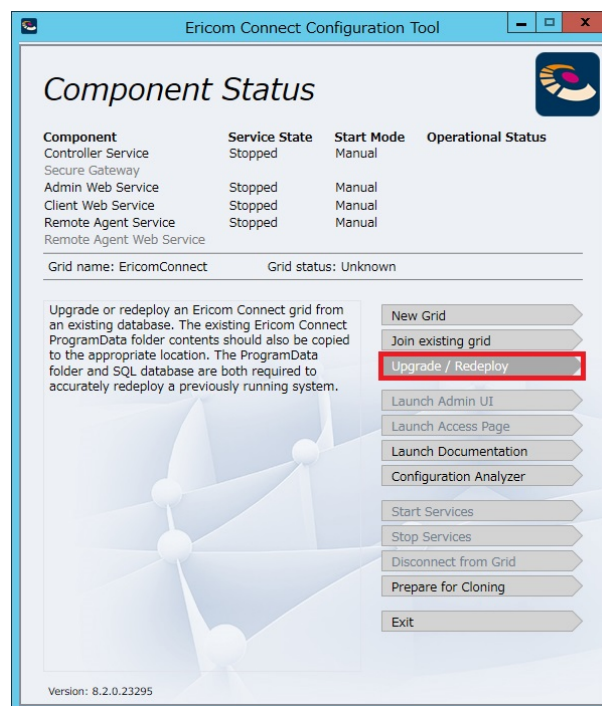 Ericom Connect Configuration Tool
Component Status
Component Service State Start Mode Operational Status
Controller Service Stopped Manual
Secure Gateway
Admin Web Service Stopped Manual
Client Web Service Stopped Manual
Remote Agent Service Stopped Manual
Remote Agent Web Service
Grid name: EricomConnect Grid status: Unknown
Upgrade or redeploy an Ericom Connect grid from
an existing database. The existing Ericom Connect
ProgramData folder contents should also be copied
to the appropriate location. The ProgramData
folder and SQL database are both required to
accurately redeploy a previously running system.
New Grid
Join existing grid
Upgrade / Redeploy
Launch Admin UI
Launch Access Page
Launch Documentation
Configuration Analyzer
Start Services
Stop Services
Disconnect from Grid
Prepare for Cloning
Exit
Version: 8.2.0.23295